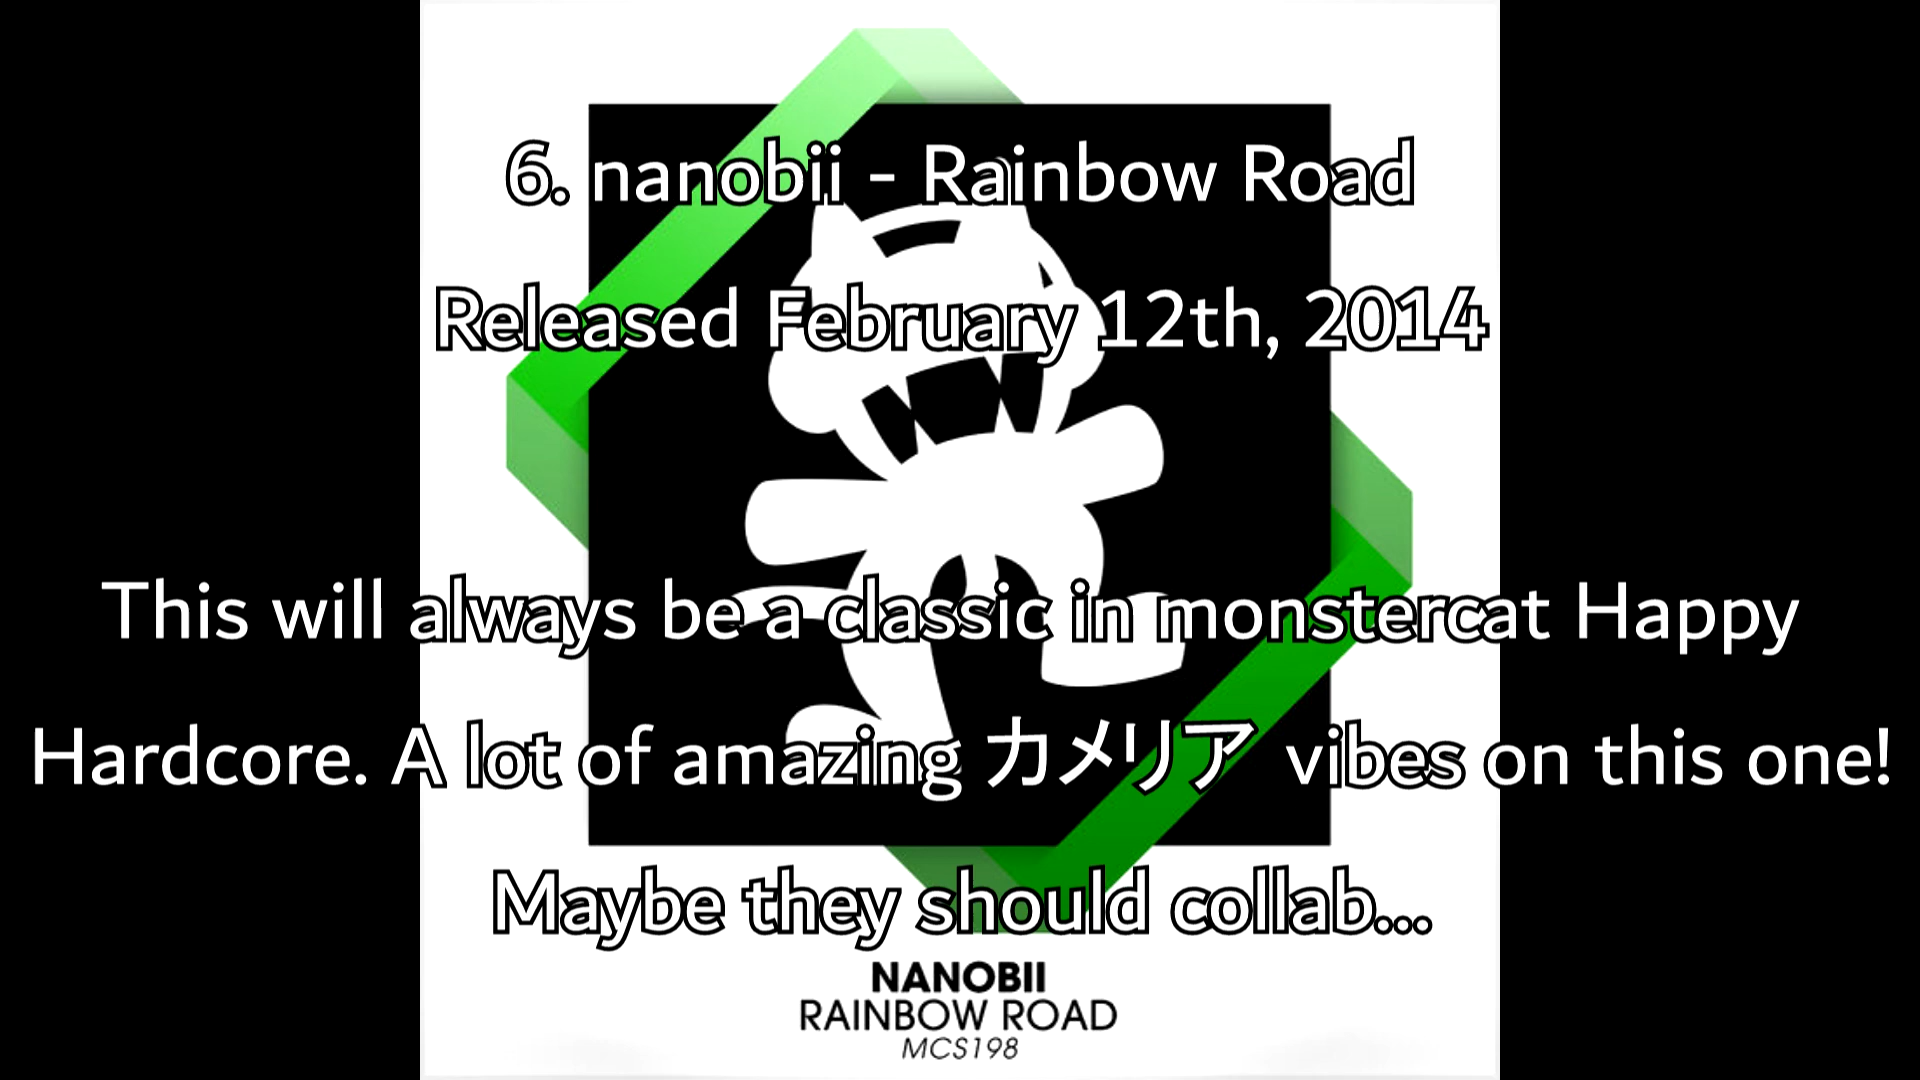 6. nanobii - Rainbow Road
Released February 12th, 2014
This will always be a classic in monstercat Happy
Hardcore. A lot of amazing カメリア vibes on this one!
Maybe they should collab...
NANOBII
RAINBOW ROAD
MCS198